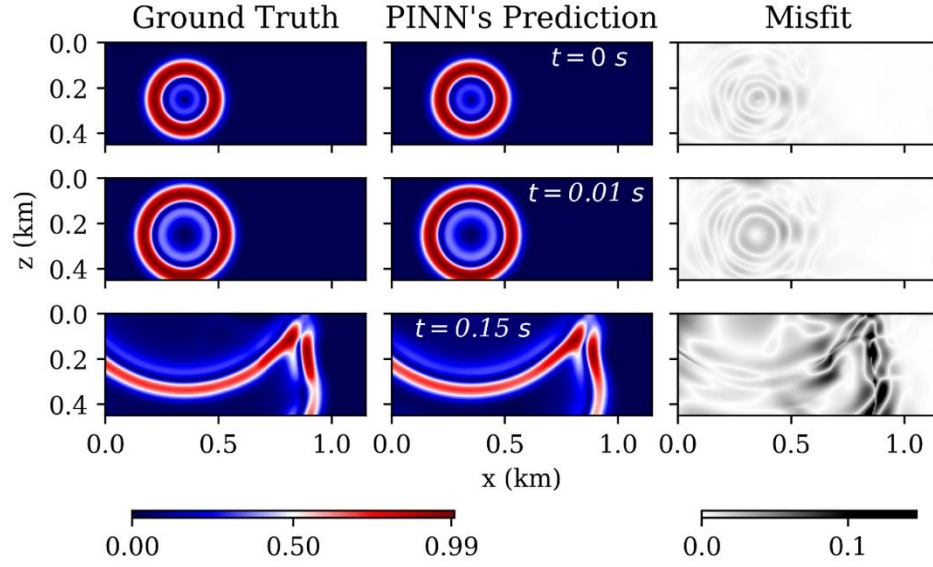 Ground Truth PINN's Prediction Misfit
0.0
0.2
0.4
t = 0 s
0.0
0.2
0.4
t = 0.01 s
z (km)
0.0
0.2
0.4
t = 0.15 s
0.0 0.5 1.0 0.0 0.5 1.0 0.0 0.5 1.0
x (km)
0.00 0.50 0.99 0.0 0.1